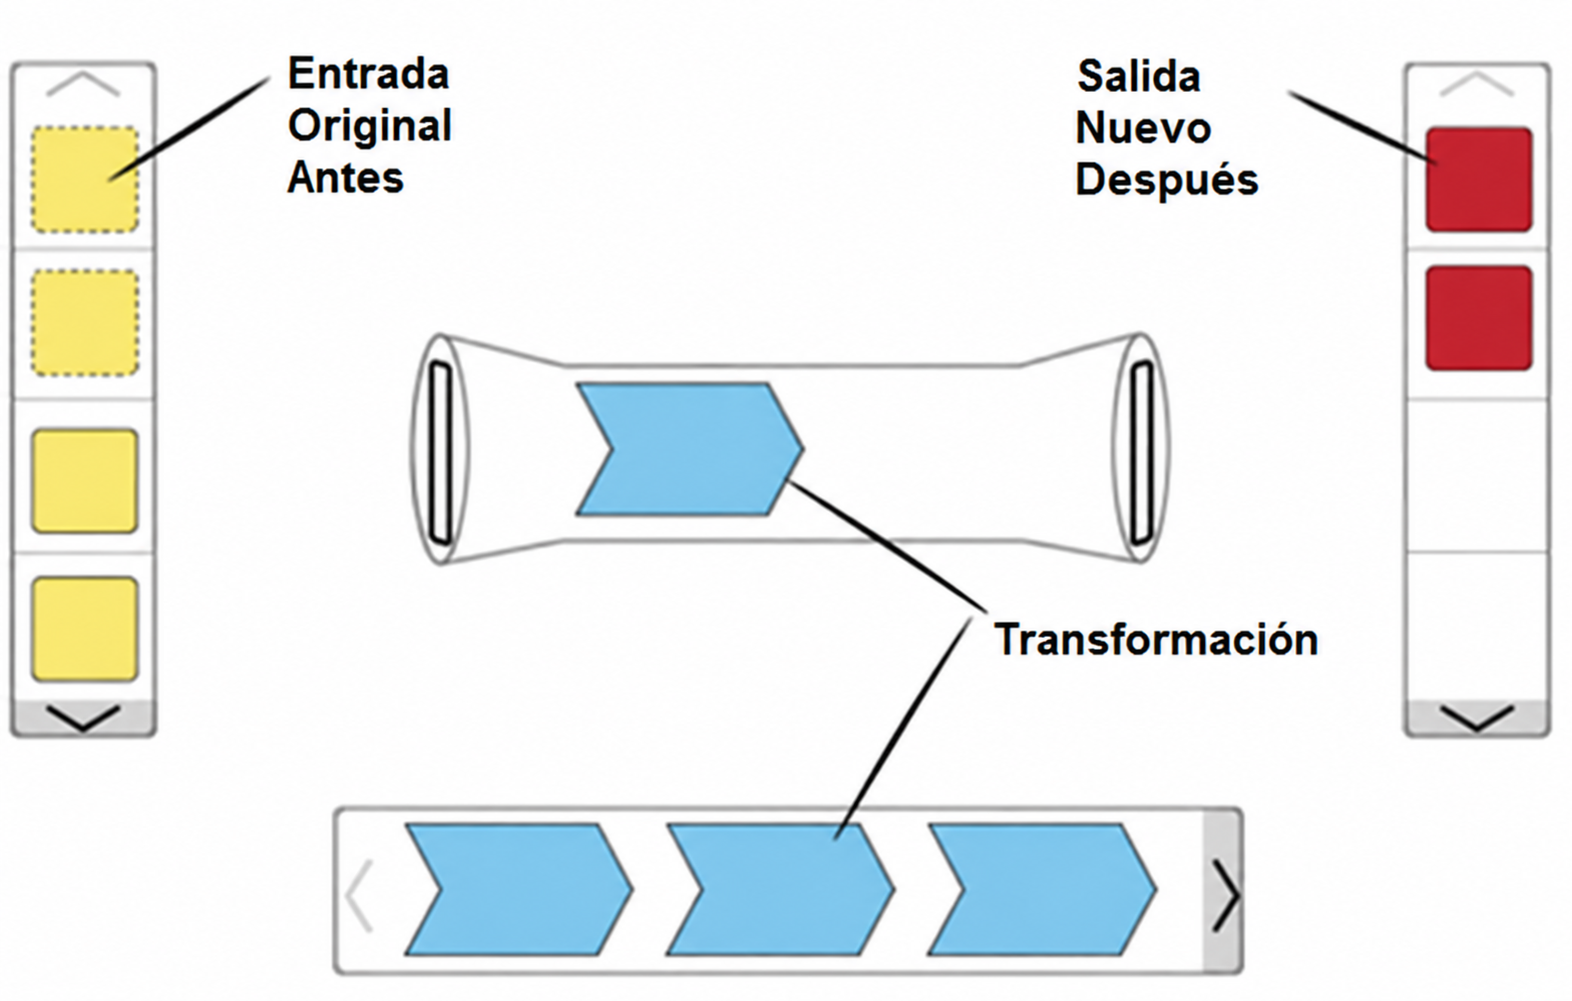 Entrada
Original
Antes
Salida
Nuevo
Después
Transformación